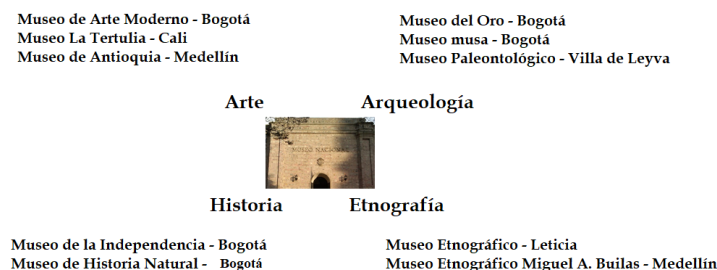 Museo de Arte Moderno - Bogotá
Museo La Tertulia - Cali
Museo de Antioquia - Medellín
Museo del Oro - Bogotá
Museo musa - Bogotá
Museo Paleontológico - Villa de Leyva
Arte
Arqueología
MUSEO NACIONAL
Historia
Etnografía
Museo de la Independencia - Bogotá
Museo de Historia Natural - Bogotá
Museo Etnográfico - Leticia
Museo Etnográfico Miguel A. Builas - Medellín